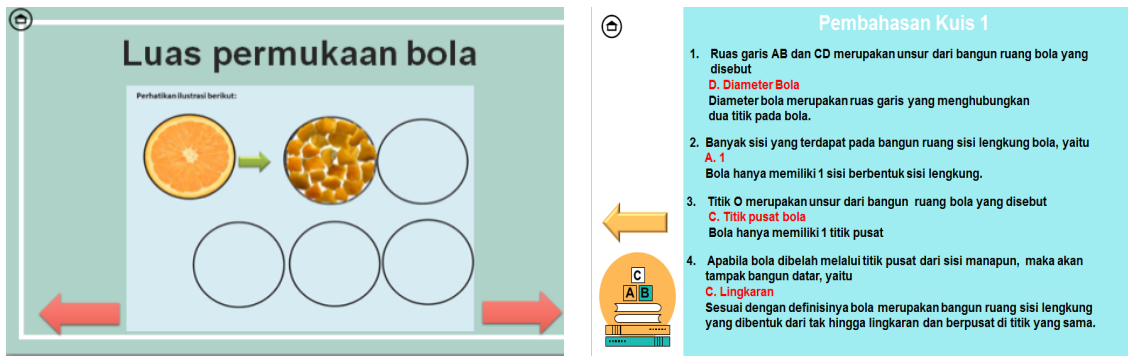 Luas permukaan bola
Perhatikan ilustrasi berikut:
Pembahasan Kuis 1
1. Ruas garis AB dan CD merupakan unsur dari bangun ruang bola yang
disebut
D. Diameter Bola
Diameter bola merupakan ruas garis yang menghubungkan
dua titik pada bola.
2. Banyak sisi yang terdapat pada bangun ruang sisi lengkung bola, yaitu
A. 1
Bola hanya memiliki 1 sisi berbentuk sisi lengkung.
3. Titik O merupakan unsur dari bangun ruang bola yang disebut
C. Titik pusat bola
Bola hanya memiliki 1 titik pusat
4. Apabila bola dibelah melalui titik pusat dari sisi manapun, maka akan
tampak bangun datar, yaitu
C. Lingkaran
Sesuai dengan definisinya bola merupakan bangun ruang sisi lengkung
yang dibentuk dari tak hingga lingkaran dan berpusat di titik yang sama.
C
A B